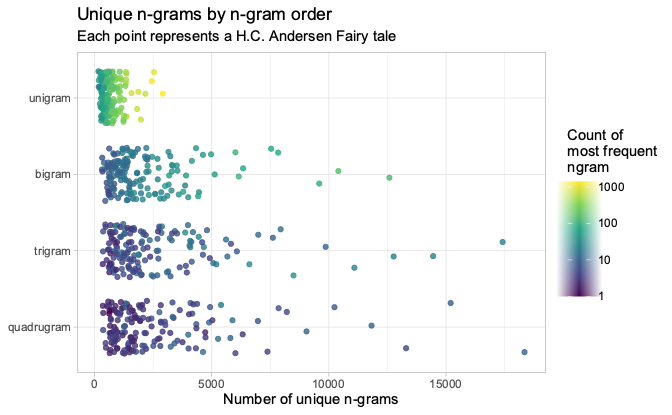 Unique n-grams by n-gram order
Each point represents a H.C. Andersen Fairy tale
unigram
bigram
trigram
quadrugram
0
5000
10000
15000
Number of unique n-grams
Count of
most frequent
ngram
1000
100
10
1